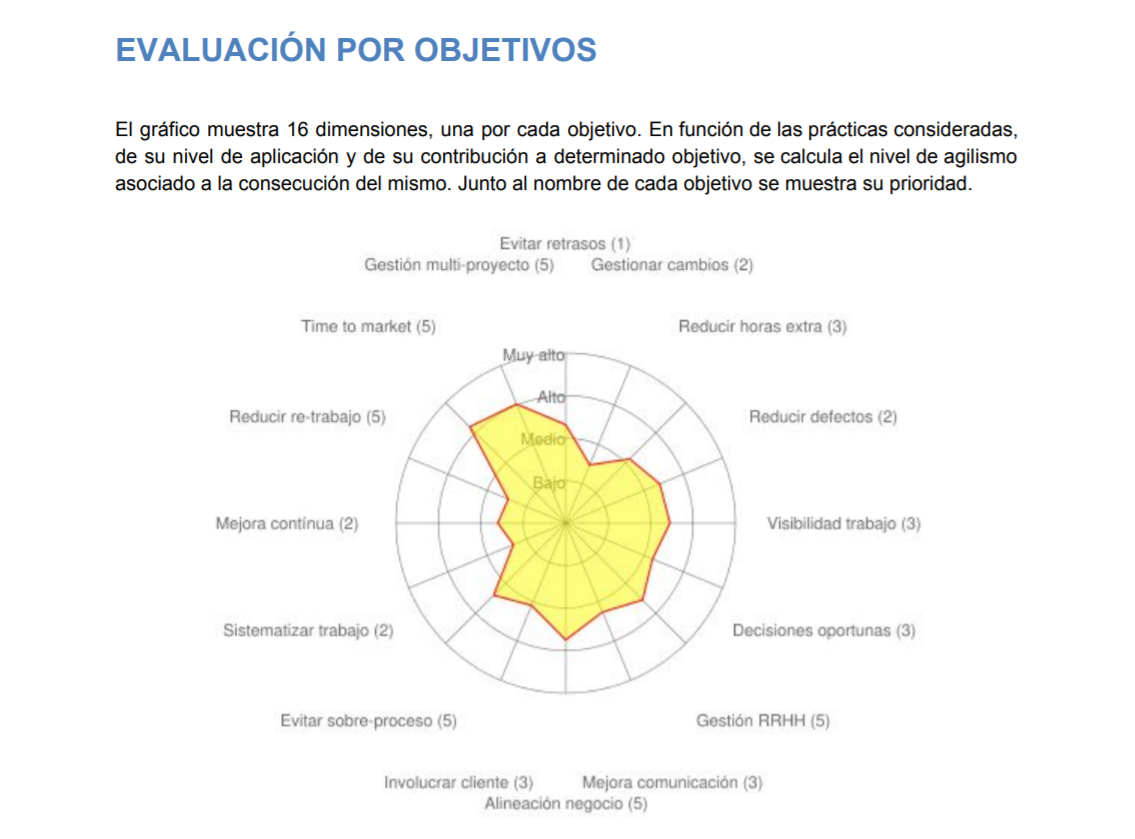 EVALUACIÓN POR OBJETIVOS
El gráfico muestra 16 dimensiones, una por cada objetivo. En función de las prácticas consideradas,
de su nivel de aplicación y de su contribución a determinado objetivo, se calcula el nivel de agilismo
asociado a la consecución del mismo. Junto al nombre de cada objetivo se muestra su prioridad.
Evitar retrasos (1)
Gestión multi-proyecto (5) Gestionar cambios (2)
Time to market (5) Reducir horas extra (3)
Muy alto
Alto
Reducir re-trabajo (5) Reducir defectos (2)
Medio
Bajo
Mejora contínua (2) Visibilidad trabajo (3)
Sistematizar trabajo (2) Decisiones oportunas (3)
Evitar sobre-proceso (5) Gestión RRHH (5)
Involucrar cliente (3) Mejora comunicación (3)
Alineación negocio (5)